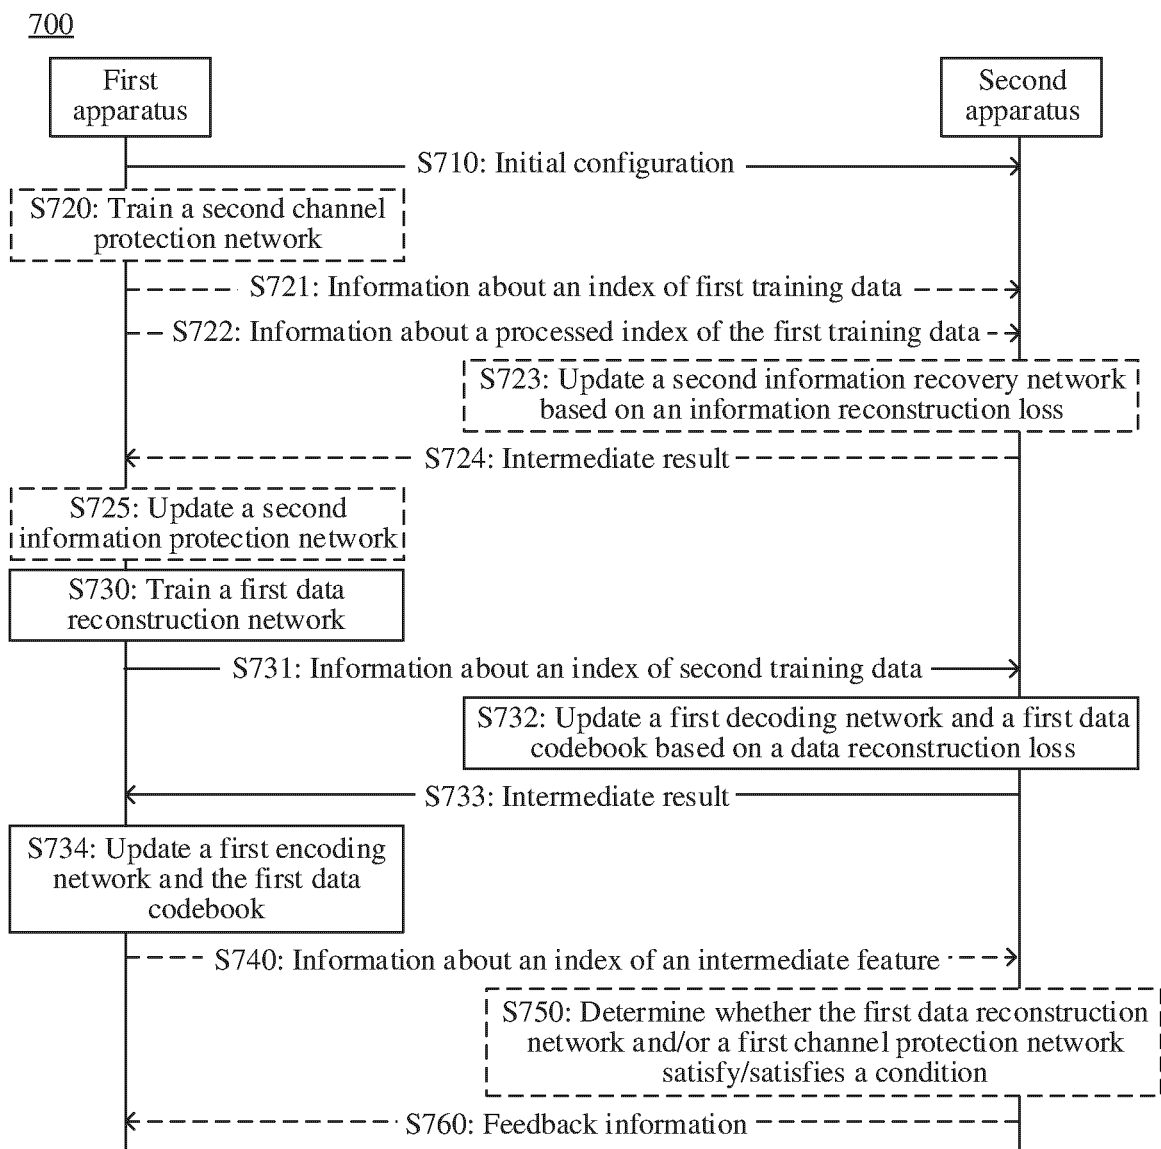 700
First
apparatus
Second
apparatus
S710: Initial configuration
S720: Train a second channel
protection network
S721: Information about an index of first training data
S722: Information about a processed index of the first training data
S723: Update a second information recovery network
based on an information reconstruction loss
S724: Intermediate result
S725: Update a second
information protection network
S730: Train a first data
reconstruction network
S731: Information about an index of second training data
S732: Update a first decoding network and a first data
codebook based on a data reconstruction loss
S733: Intermediate result
S734: Update a first encoding
network and the first data
codebook
S740: Information about an index of an intermediate feature
S750: Determine whether the first data reconstruction
network and/or a first channel protection network
satisfy/satisfies a condition
S760: Feedback information